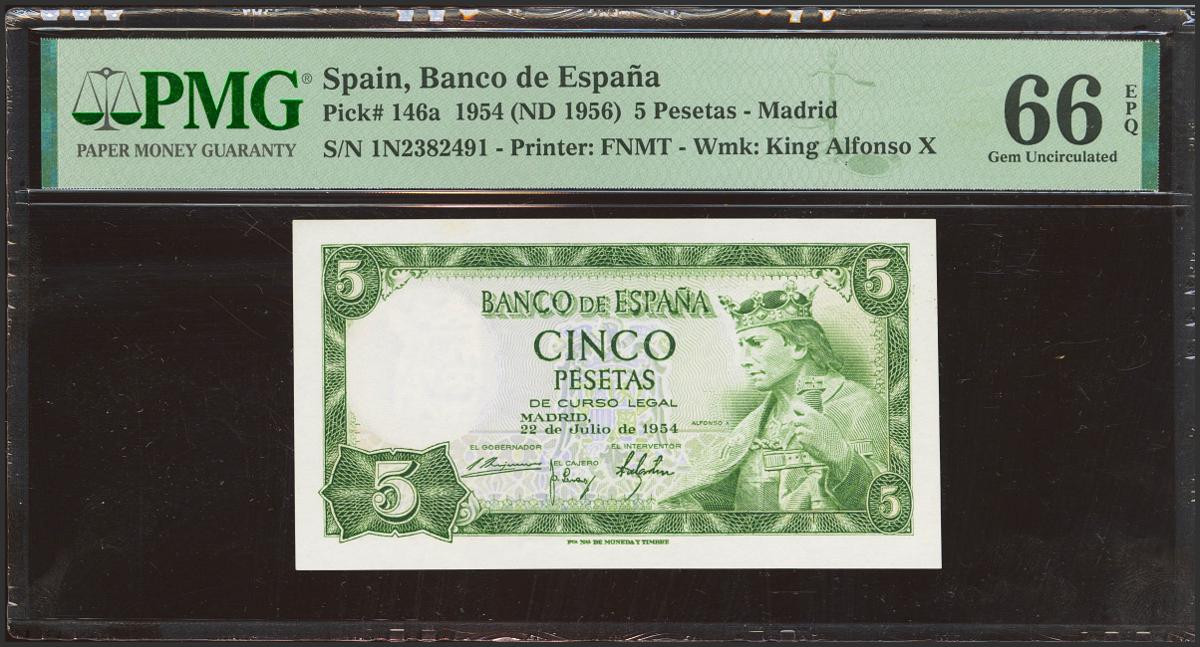 PMG®
PAPER MONEY GUARANTY
Spain, Banco de España
Pick# 146a 1954 (ND 1956) 5 Pesetas - Madrid
S/N 1N2382491 - Printer: FNMT - Wmk: King Alfonso X
66
EPQ
Gem Uncirculated
5
5
BANCO DE ESPAÑA
CINCO
PESETAS
DE CURSO LEGAL
MADRID,
22 de Julio de 1954
ALFONSO X
EL GOBERNADOR
EL INTERVENTOR
EL CAJERO
5
5
FCA. NAL. DE MONEDA Y TIMBRE